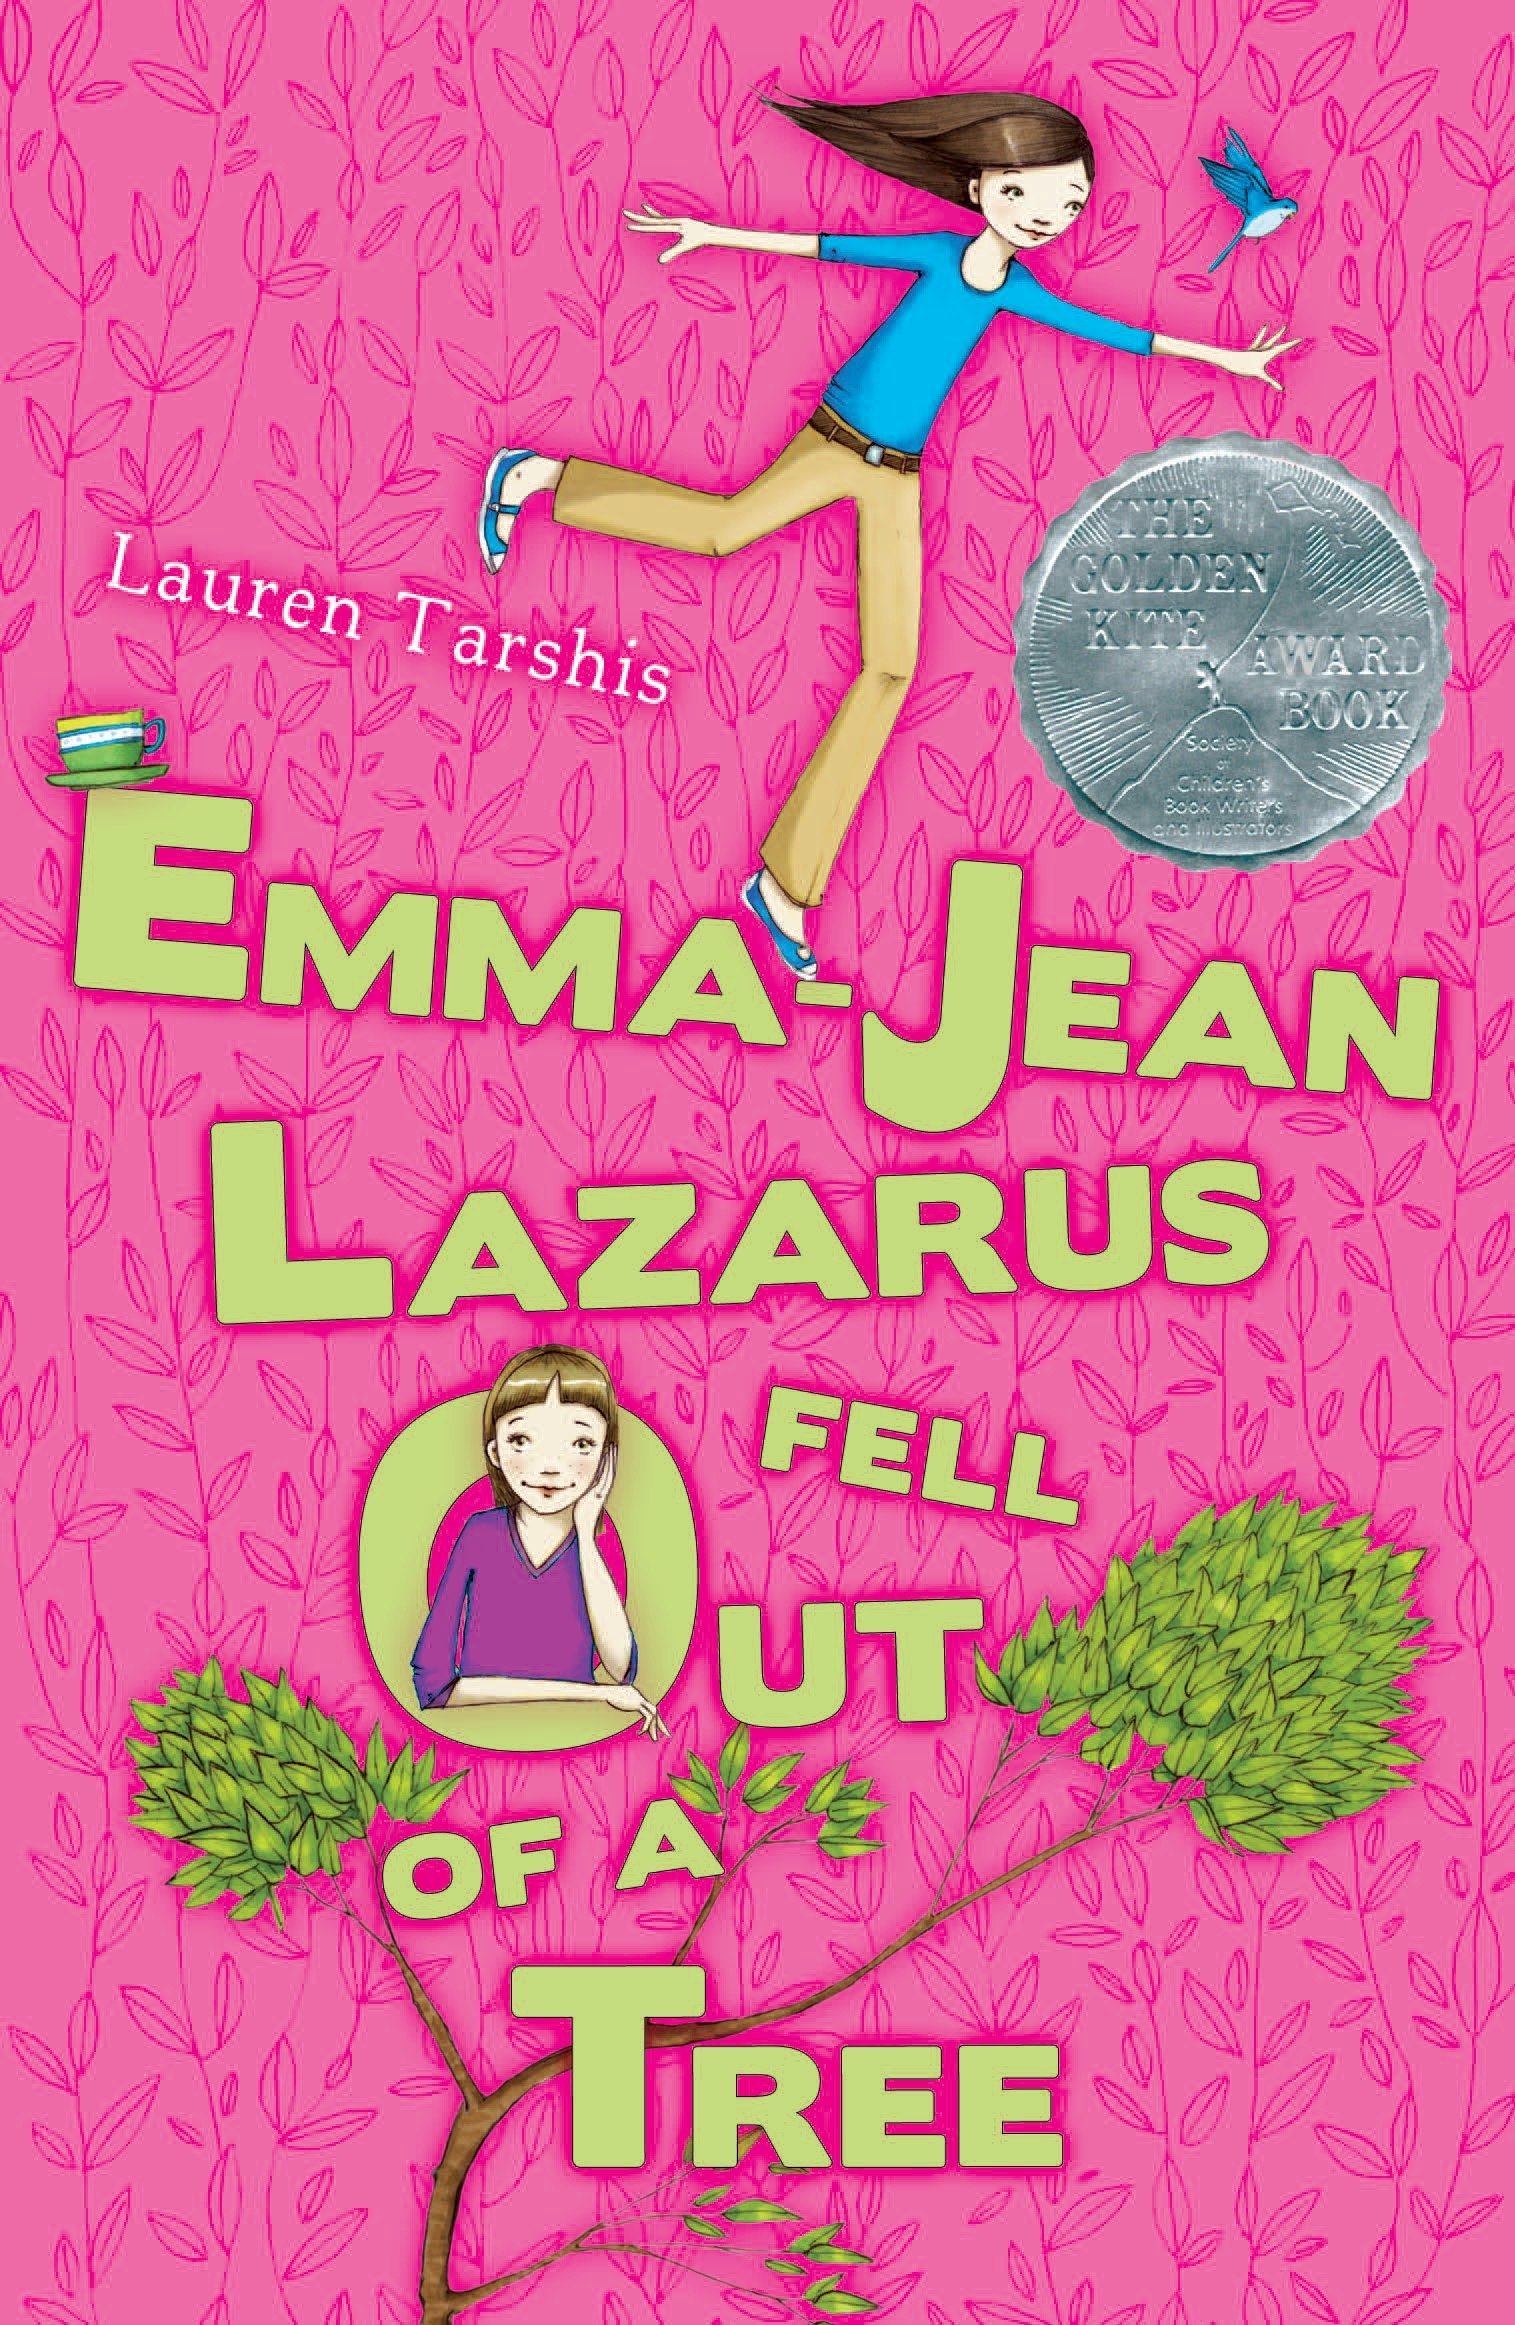 Lauren Tarshis
THE
GOLDEN
KITE
AWARD
BOOK
Society
of
Children's
Book Writers
and Illustrators
EMMA-JEAN
LAZARUS
FELL
OUT
OF A
TREE